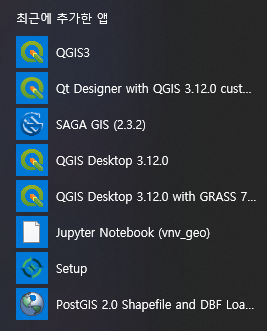 최근에 추가한 앱
QGIS3
Qt Designer with QGIS 3.12.0 cust...
SAGA GIS (2.3.2)
QGIS Desktop 3.12.0
QGIS Desktop 3.12.0 with GRASS 7...
Jupyter Notebook (vnv_geo)
Setup
PostGIS 2.0 Shapefile and DBF Loa...